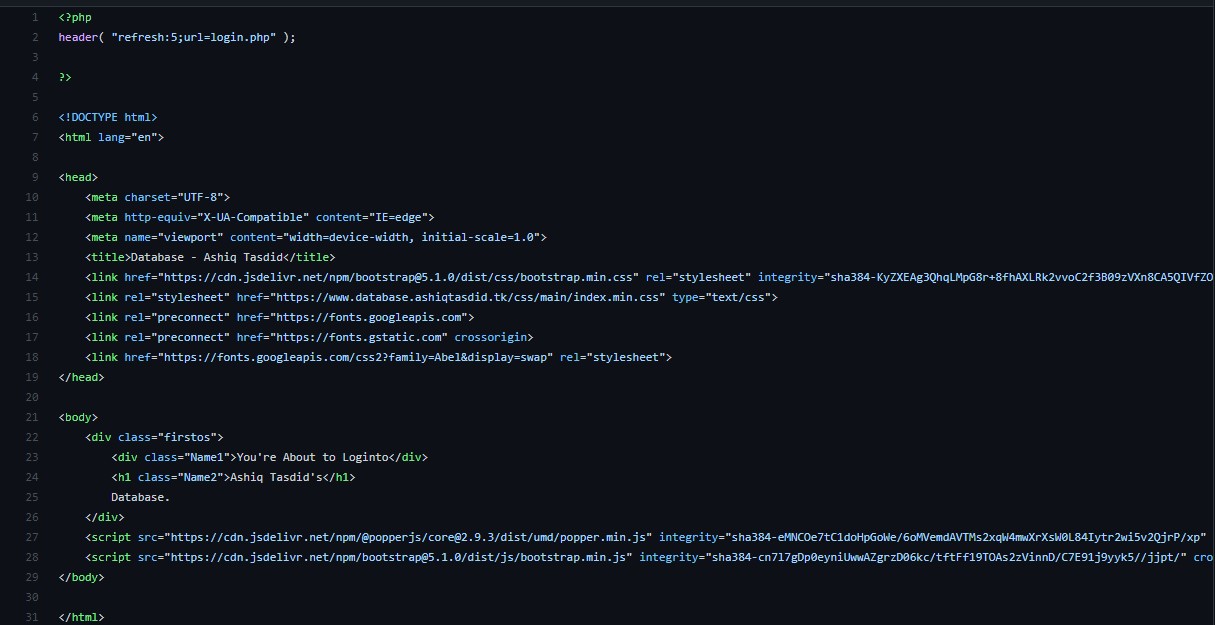 1 <?php
2 header( "refresh:5;url=login.php" );
3
4 ?>
5
6 <!DOCTYPE html>
7 <html lang="en">
8
9 <head>
10     <meta charset="UTF-8">
11     <meta http-equiv="X-UA-Compatible" content="IE=edge">
12     <meta name="viewport" content="width=device-width, initial-scale=1.0">
13     <title>Database - Ashiq Tasdid</title>
14     <link href="https://cdn.jsdelivr.net/npm/bootstrap@5.1.0/dist/css/bootstrap.min.css" rel="stylesheet" integrity="sha384-KyZXEAg3QhqLMpG8r+8fhAXLRk2vvoC2f3B09zVXn8CA5QIVfZO
15     <link rel="stylesheet" href="https://www.database.ashiqtasdid.tk/css/main/index.min.css" type="text/css">
16     <link rel="preconnect" href="https://fonts.googleapis.com">
17     <link rel="preconnect" href="https://fonts.gstatic.com" crossorigin>
18     <link href="https://fonts.googleapis.com/css2?family=Abel&display=swap" rel="stylesheet">
19 </head>
20
21 <body>
22     <div class="firstos">
23         <div class="Name1">You're About to Loginto</div>
24         <h1 class="Name2">Ashiq Tasdid's</h1>
25         Database.
26     </div>
27     <script src="https://cdn.jsdelivr.net/npm/@popperjs/core@2.9.3/dist/umd/popper.min.js" integrity="sha384-eMNCOe7tC1doHpGoWe/6oMVemdAVTMs2xqW4mwXrXsW0L84Iytr2wi5v2QjrP/xp"
28     <script src="https://cdn.jsdelivr.net/npm/bootstrap@5.1.0/dist/js/bootstrap.min.js" integrity="sha384-cn7l7gDp0eyniUwwAZgrzD06kc/tftFf19TOAs2zVinnD/C7E91j9yyk5//jjpt/" cro
29 </body>
30
31 </html>